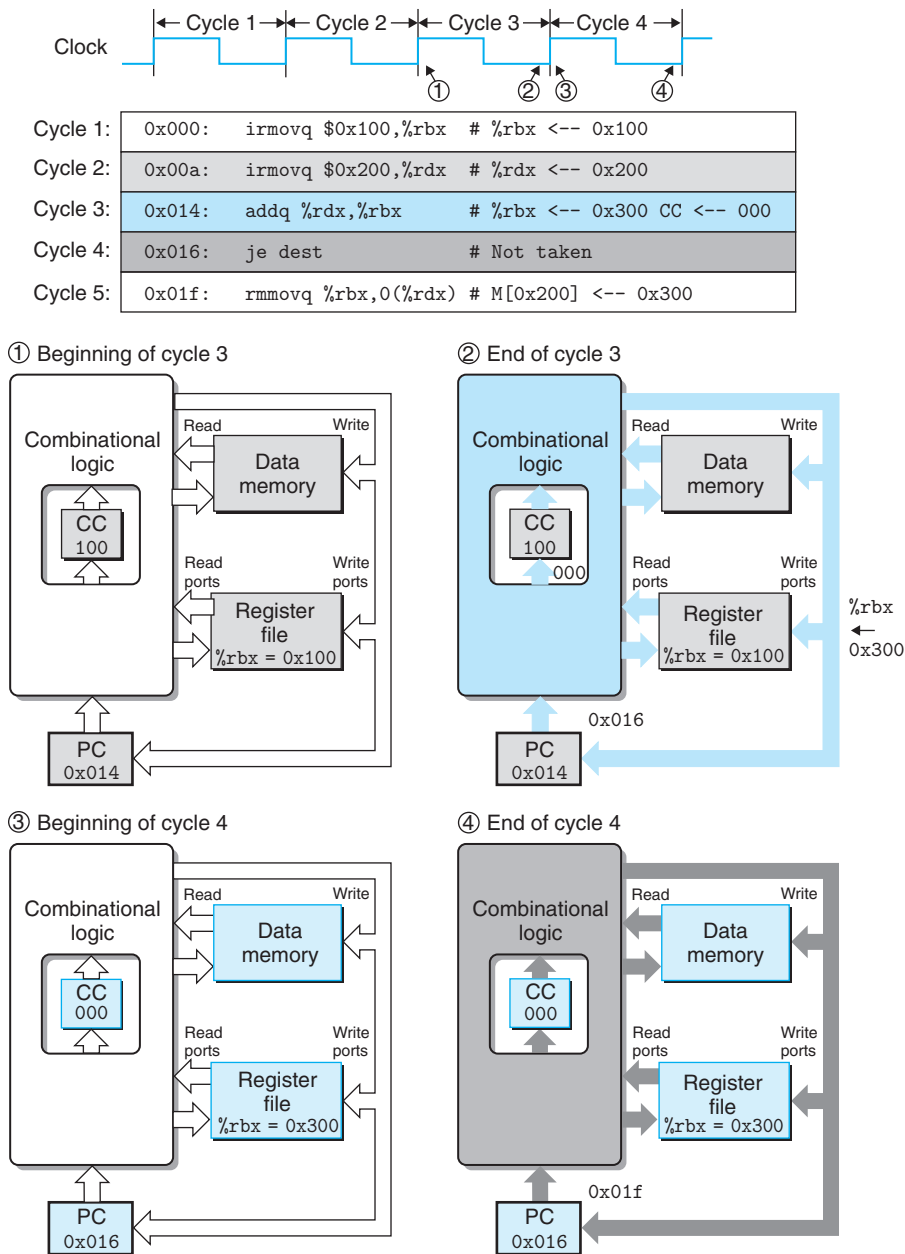 Cycle 1 Cycle 2 Cycle 3 Cycle 4
Clock
① ② ③ ④
Cycle 1: 0x000: irmovq $0x100,%rbx # %rbx <-- 0x100
Cycle 2: 0x00a: irmovq $0x200,%rdx # %rdx <-- 0x200
Cycle 3: 0x014: addq %rdx,%rbx # %rbx <-- 0x300 CC <-- 000
Cycle 4: 0x016: je dest # Not taken
Cycle 5: 0x01f: rmmovq %rbx,0(%rdx) # M[0x200] <-- 0x300
① Beginning of cycle 3
Combinational
logic
Read
Write
Data
memory
CC
100
Read
ports
Write
ports
Register
file
%rbx = 0x100
PC
0x014
② End of cycle 3
Combinational
logic
Read
Write
Data
memory
CC
100
000
Read
ports
Write
ports
Register
file
%rbx = 0x100
%rbx
0x300
0x016
PC
0x014
③ Beginning of cycle 4
Combinational
logic
Read
Write
Data
memory
CC
000
Read
ports
Write
ports
Register
file
%rbx = 0x300
PC
0x016
④ End of cycle 4
Combinational
logic
Read
Write
Data
memory
CC
000
Read
ports
Write
ports
Register
file
%rbx = 0x300
0x01f
PC
0x016